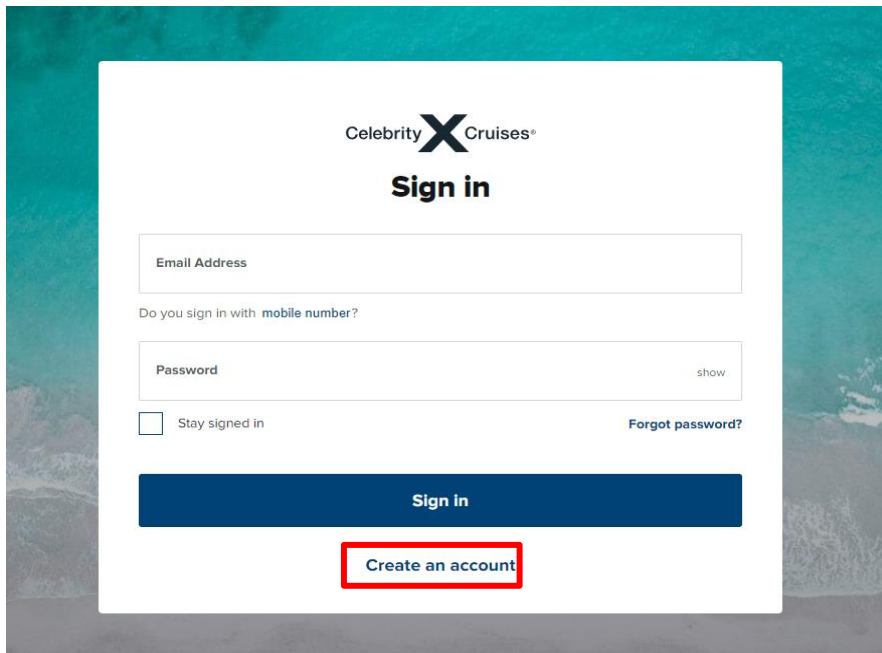 Celebrity X Cruises®
Sign in
Email Address
Do you sign in with mobile number?
Password show
Stay signed in Forgot password?
Sign in
Create an account